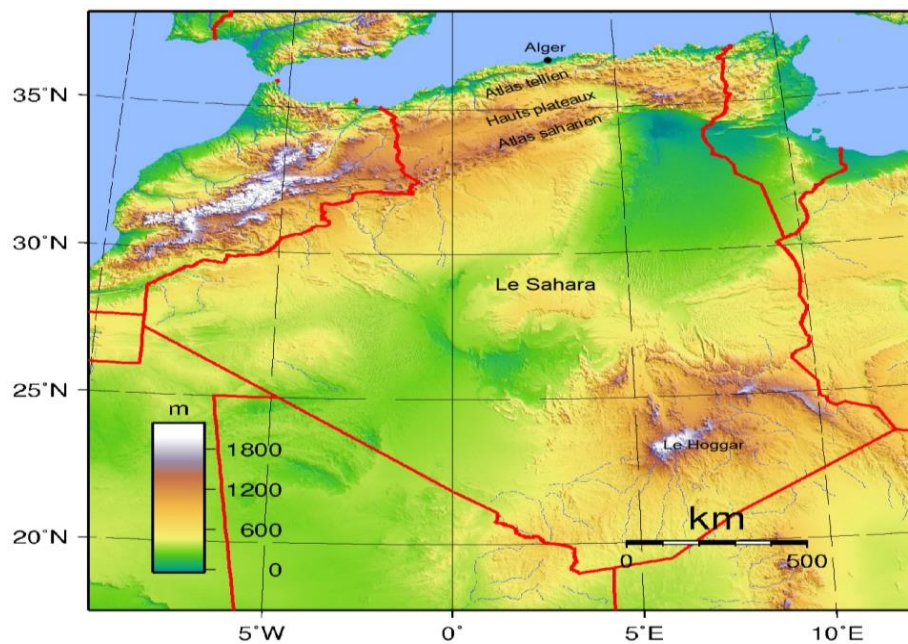 Alger
Atlas tellien
35°N
Hauts plateaux
Atlas saharien
30°N
Le Sahara
25°N
m
1800
Le Hoggar
1200
km
600
20°N
0
0 500
5°W 0° 5°E 10°E